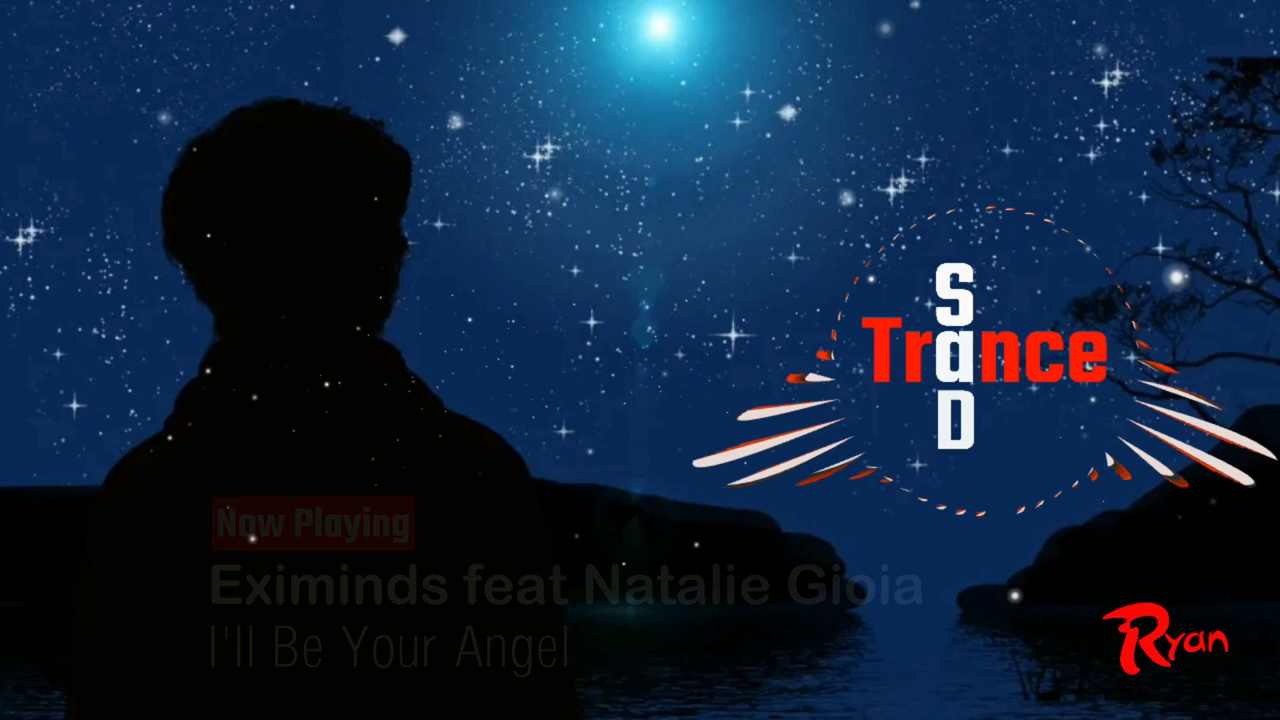 SaD
Trance
Now Playing
Eximinds feat Natalie Gioia
I'll Be Your Angel
Ryan